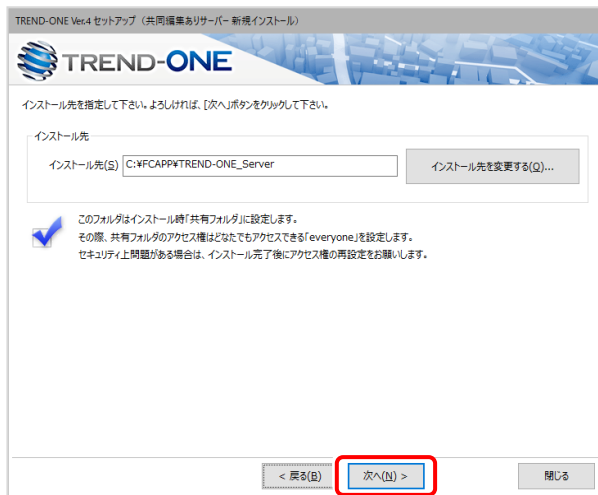 TREND-ONE Ver.4 セットアップ（共同編集ありサーバー 新規インストール）
TREND-ONE
インストール先を指定して下さい。よろしければ、[次へ]ボタンをクリックして下さい。
インストール先
インストール先(S) C:¥FCAPP¥TREND-ONE_Server インストール先を変更する(Q)...
このフォルダはインストール時「共有フォルダ」に設定します。
その際、共有フォルダのアクセス権はどなたでもアクセスできる「everyone」を設定します。
セキュリティ上問題がある場合は、インストール完了後にアクセス権の再設定をお願いします。
< 戻る(B) 次へ(N) > 閉じる